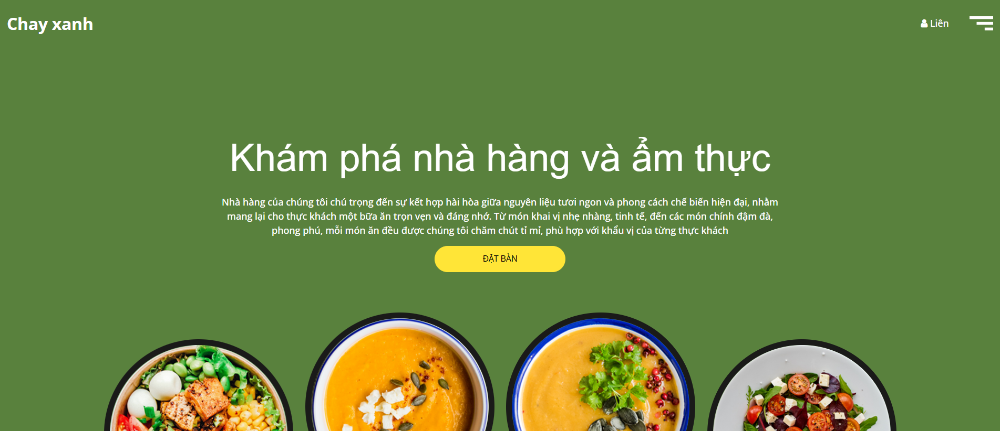 Chay xanh
Liên
Khám phá nhà hàng và ẩm thực
Nhà hàng của chúng tôi chú trọng đến sự kết hợp hài hòa giữa nguyên liệu tươi ngon và phong cách chế biến hiện đại, nhằm
mang lại cho thực khách một bữa ăn trọn vẹn và đáng nhớ. Từ món khai vị nhẹ nhàng, tinh tế, đến các món chính đậm đà,
phong phú, mỗi món ăn đều được chúng tôi chăm chút tỉ mỉ, phù hợp với khẩu vị của từng thực khách
ĐẶT BÀN